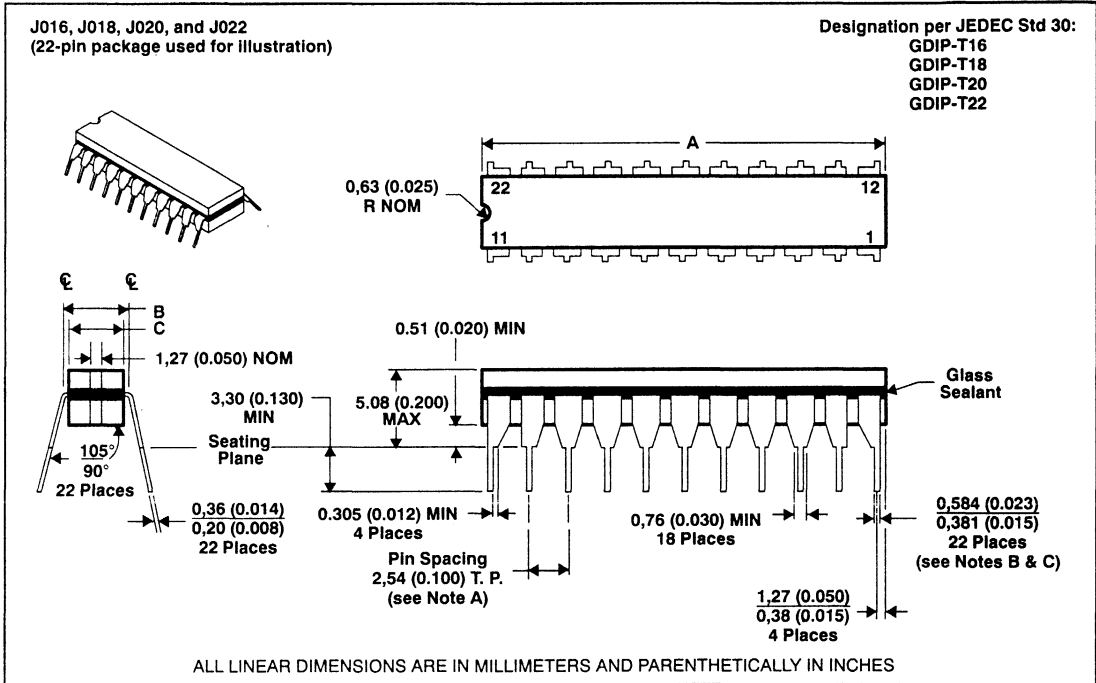 J016, J018, J020, and J022
(22-pin package used for illustration)
Designation per JEDEC Std 30:
GDIP-T16
GDIP-T18
GDIP-T20
GDIP-T22
A
0,63 (0.025)
R NOM
22
12
11
1
℄
℄
B
C
1,27 (0.050) NOM
0.51 (0.020) MIN
3,30 (0.130)
MIN
5.08 (0.200)
MAX
Glass
Sealant
Seating
Plane
105°
90°
22 Places
0,36 (0.014)
0,20 (0.008)
22 Places
0.305 (0.012) MIN
4 Places
0,76 (0.030) MIN
18 Places
0,584 (0.023)
0,381 (0.015)
22 Places
(see Notes B & C)
Pin Spacing
2,54 (0.100) T. P.
(see Note A)
1,27 (0.050)
0,38 (0.015)
4 Places
ALL LINEAR DIMENSIONS ARE IN MILLIMETERS AND PARENTHETICALLY IN INCHES